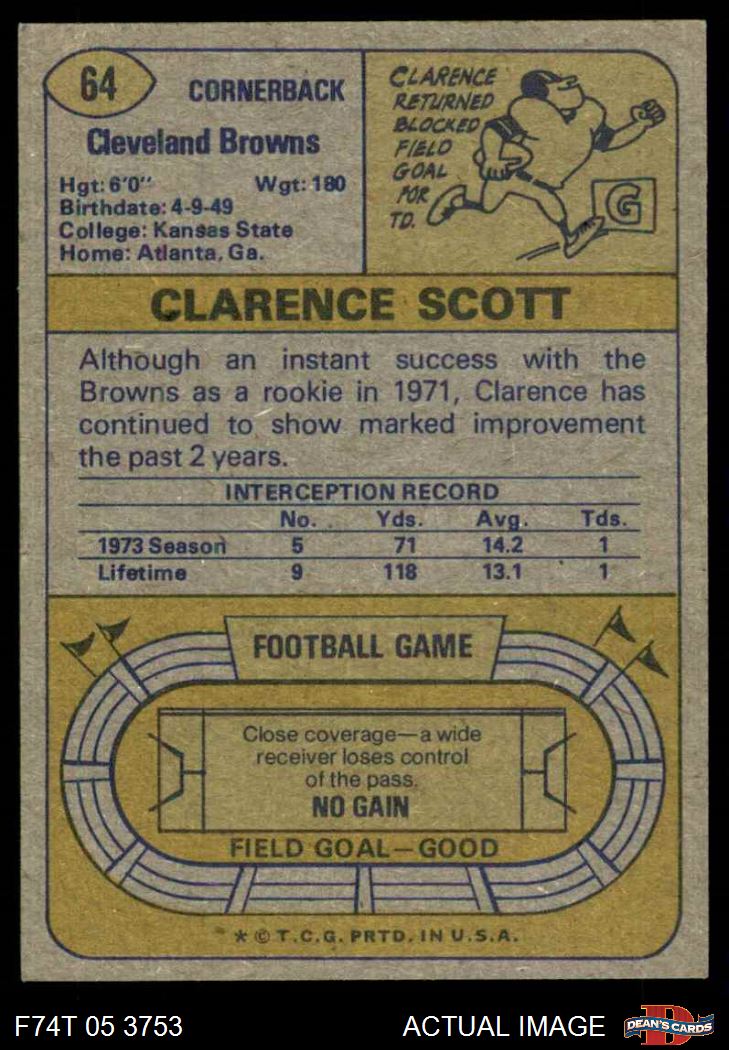 64
CORNERBACK
Cleveland Browns
Hgt: 6'0" Wgt: 180
Birthdate: 4-9-49
College: Kansas State
Home: Atlanta, Ga.
CLARENCE
RETURNED
BLOCKED
FIELD
GOAL
FOR
TD.
G
CLARENCE SCOTT
Although an instant success with the
Browns as a rookie in 1971, Clarence has
continued to show marked improvement
the past 2 years.
INTERCEPTION RECORD
No. Yds. Avg. Tds.
1973 Season 5 71 14.2 1
Lifetime 9 118 13.1 1
FOOTBALL GAME
Close coverage—a wide
receiver loses control
of the pass.
NO GAIN
FIELD GOAL—GOOD
* © T.C.G. PRTD. IN U.S.A.
F74T 05 3753 ACTUAL IMAGE
D
DEAN'S CARDS